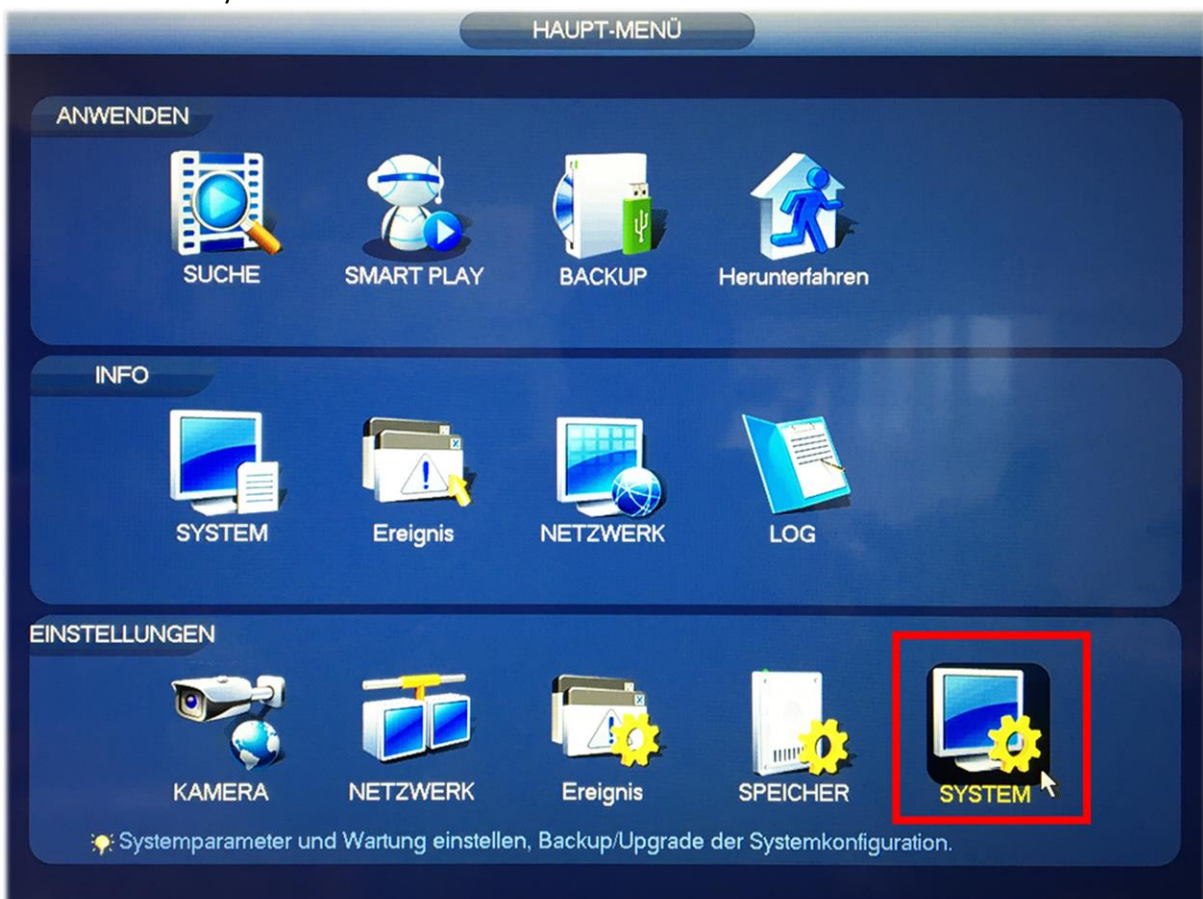 HAUPT-MENÜ
ANWENDEN
SUCHE SMART PLAY BACKUP Herunterfahren
INFO
SYSTEM Ereignis NETZWERK LOG
EINSTELLUNGEN
KAMERA NETZWERK Ereignis SPEICHER SYSTEM
Systemparameter und Wartung einstellen, Backup/Upgrade der Systemkonfiguration.